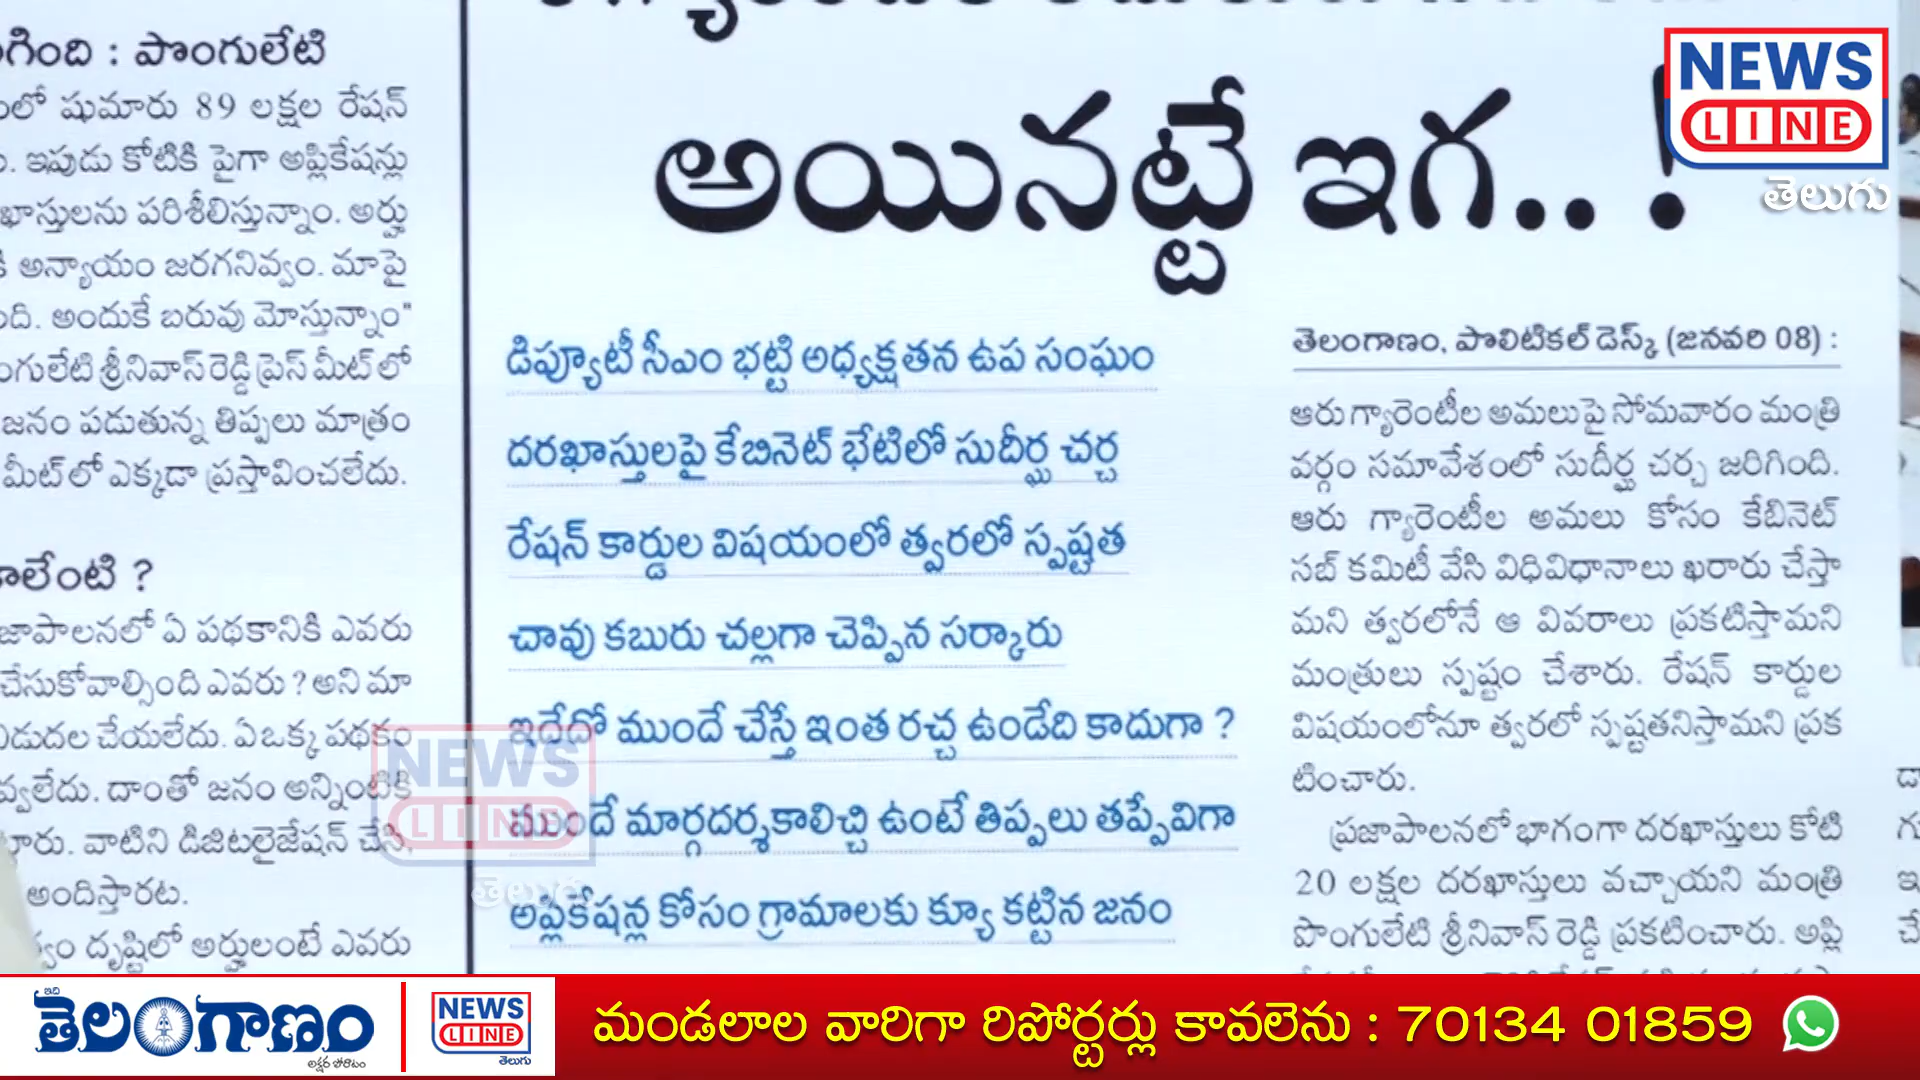 గింది : పొంగులేటి
లో షుమారు 89 లక్షల రేషన్
ఇపుడు కోటికి పైగా అప్లికేషన్లు
ఖాస్తులను పరిశీలిస్తున్నాం. అర్హు
అన్యాయం జరగనివ్వం. మాపై
ంది. అందుకే బరువు మోస్తున్నాం"
ంగులేటి శ్రీనివాస్ రెడ్డి ప్రెస్ మీట్ లో
జనం పడుతున్న తిప్పలు మాత్రం
మీట్ లో ఎక్కడా ప్రస్తావించలేదు.
లేంటి ?
జాపాలనలో ఏ పథకానికి ఎవరు
చేసుకోవాల్సింది ఎవరు ? అని మా
విడుదల చేయలేదు. ఏ ఒక్క పథకం
వ్వలేదు. దాంతో జనం అన్నింటికి
రు. వాటిని డిజిటలైజేషన్ చేసి,
అందిస్తారట.
త్వం దృష్టిలో అర్హులంటే ఎవరు
అయినట్టే ఇగ.. !
డిప్యూటీ సీఎం భట్టి అధ్యక్షతన ఉప సంఘం
దరఖాస్తులపై కేబినెట్ భేటిలో సుదీర్ఘ చర్చ
రేషన్ కార్డుల విషయంలో త్వరలో స్పష్టత
చావు కబురు చల్లగా చెప్పిన సర్కారు
ఇదేదో ముందే చేస్తే ఇంత రచ్చ ఉండేది కాదుగా ?
ముందే మార్గదర్శకాలిచ్చి ఉంటే తిప్పలు తప్పేవిగా
అప్లికేషన్ల కోసం గ్రామాలకు క్యూ కట్టిన జనం
తెలంగాణం, పొలిటికల్ డెస్క్ (జనవరి 08) :
ఆరు గ్యారెంటీల అమలుపై సోమవారం మంత్రి
వర్గం సమావేశంలో సుదీర్ఘ చర్చ జరిగింది.
ఆరు గ్యారెంటీల అమలు కోసం కేబినెట్
సబ్ కమిటీ వేసి విధివిధానాలు ఖరారు చేస్తా
మని త్వరలోనే ఆ వివరాలు ప్రకటిస్తామని
మంత్రులు స్పష్టం చేశారు. రేషన్ కార్డుల
విషయంలోనూ త్వరలో స్పష్టతనిస్తామని ప్రక
టించారు.
ప్రజాపాలనలో భాగంగా దరఖాస్తులు కోటి
20 లక్షల దరఖాస్తులు వచ్చాయని మంత్రి
పొంగులేటి శ్రీనివాస్ రెడ్డి ప్రకటించారు. అప్లి
NEWS
LINE
తెలుగు
NEWS
LINE
తెలుగు
ఇది
తెలంగాణం
అక్షర పోరాటం
NEWS
LINE
తెలుగు
మండలాల వారిగా రిపోర్టర్లు కావలెను : 70134 01859